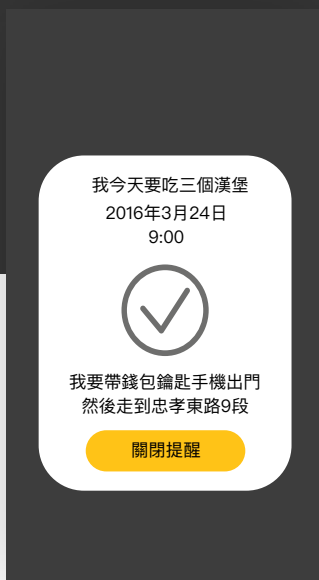 我今天要吃三個漢堡
2016年3月24日
9:00
我要帶錢包鑰匙手機出門
然後走到忠孝東路9段
關閉提醒